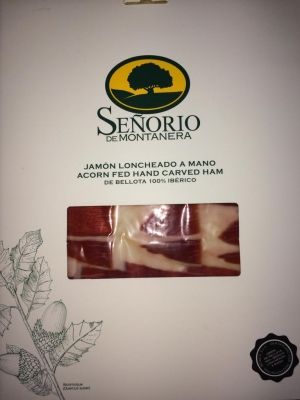 SEÑORIO
DE MONTANERA
JAMÓN LONCHEADO A MANO
ACORN FED HAND CARVED HAM
DE BELLOTA 100% IBÉRICO